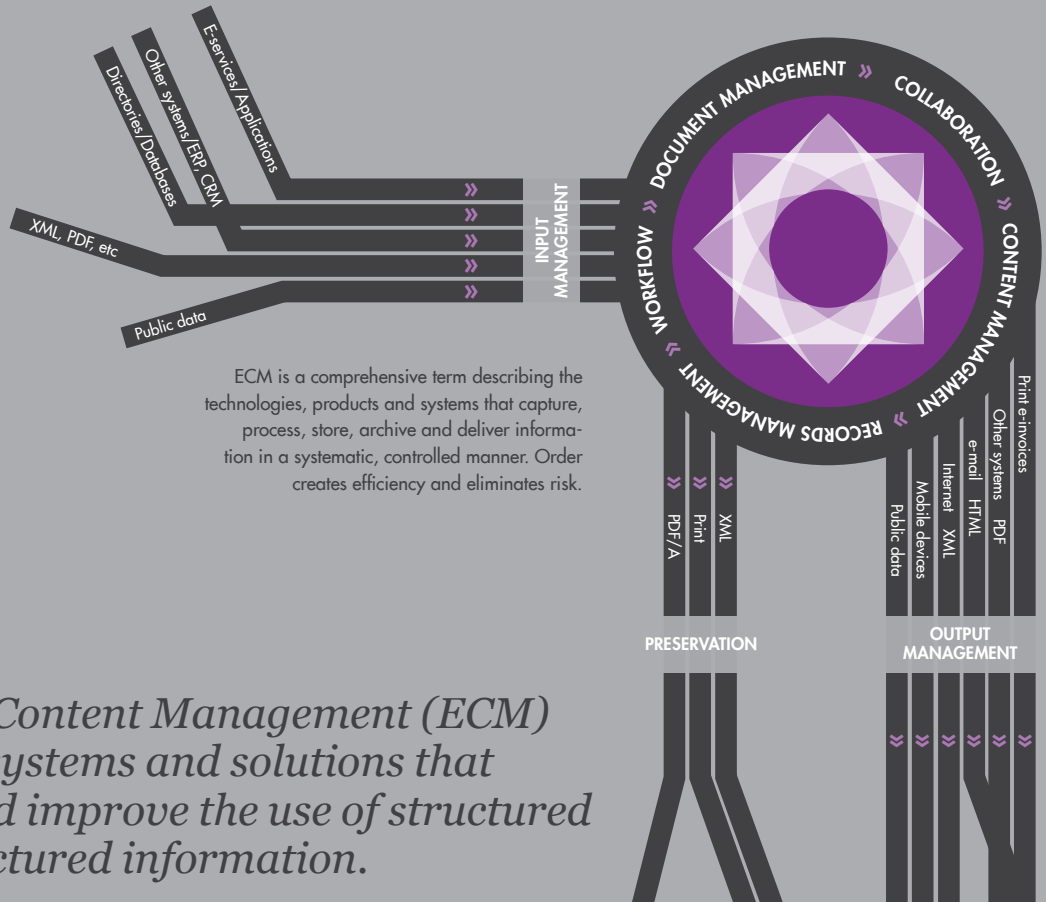 E-services/Applications
Other systems/ERP, CRM
Directories/Databases
XML, PDF, etc
Public data
INPUT
MANAGEMENT
DOCUMENT MANAGEMENT »
COLLABORATION »
CONTENT MANAGEMENT »
RECORDS MANAGEMENT »
WORKFLOW »
ECM is a comprehensive term describing the
technologies, products and systems that capture,
process, store, archive and deliver informa-
tion in a systematic, controlled manner. Order
creates efficiency and eliminates risk.
PDF/A
Print
XML
Public data
Mobile devices
Internet XML
e-mail HTML
Other systems PDF
Print e-invoices
PRESERVATION
OUTPUT
MANAGEMENT
Content Management (ECM)
ystems and solutions that
d improve the use of structured
ctured information.